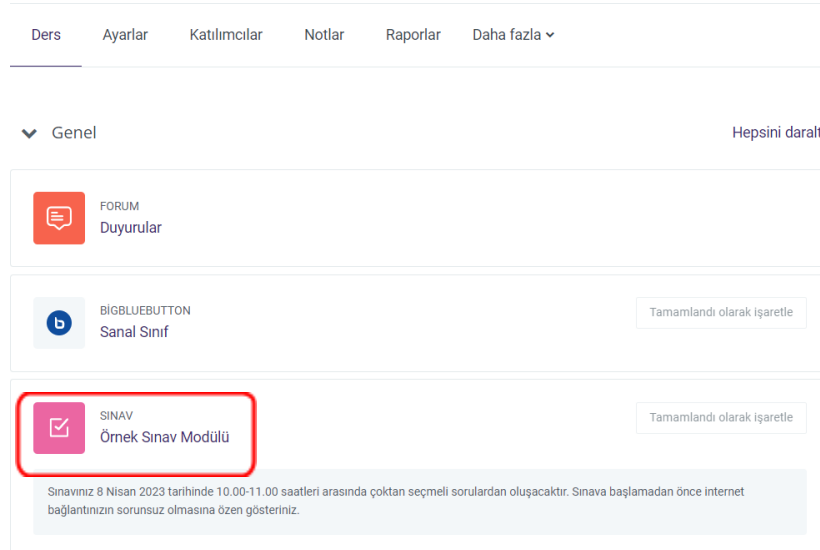 Ders Ayarlar Katılımcılar Notlar Raporlar Daha fazla
Genel
Hepsini daralt
FORUM
Duyurular
BİGBLUEBUTTON
Sanal Sınıf
Tamamlandı olarak işaretle
SINAV
Örnek Sınav Modülü
Tamamlandı olarak işaretle
Sınavınız 8 Nisan 2023 tarihinde 10.00-11.00 saatleri arasında çoktan seçmeli sorulardan oluşacaktır. Sınava başlamadan önce internet
bağlantınızın sorunsuz olmasına özen gösteriniz.